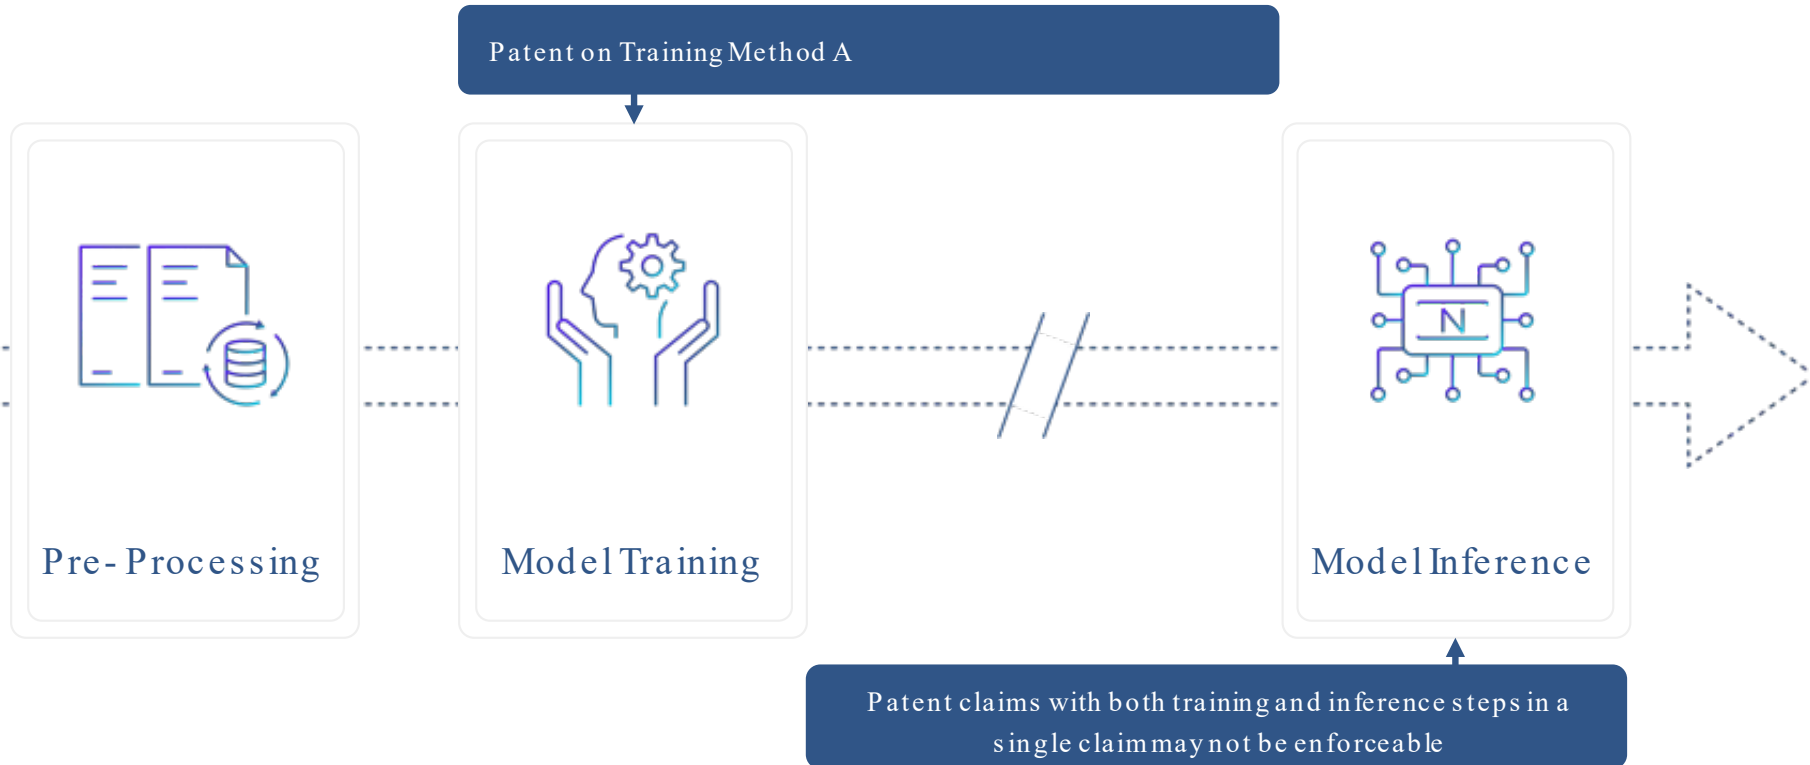 Patent on Training Method A
N
Pre-Processing
Model Training
Model Inference
Patent claims with both training and inference steps in a
single claim may not be enforceable